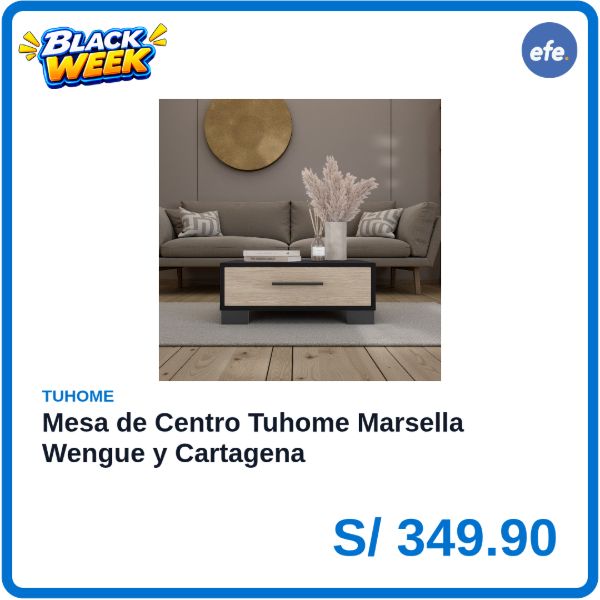 BLACK
WEEK
efe.
TUHOME
Mesa de Centro Tuhome Marsella
Wengue y Cartagena
S/ 349.90